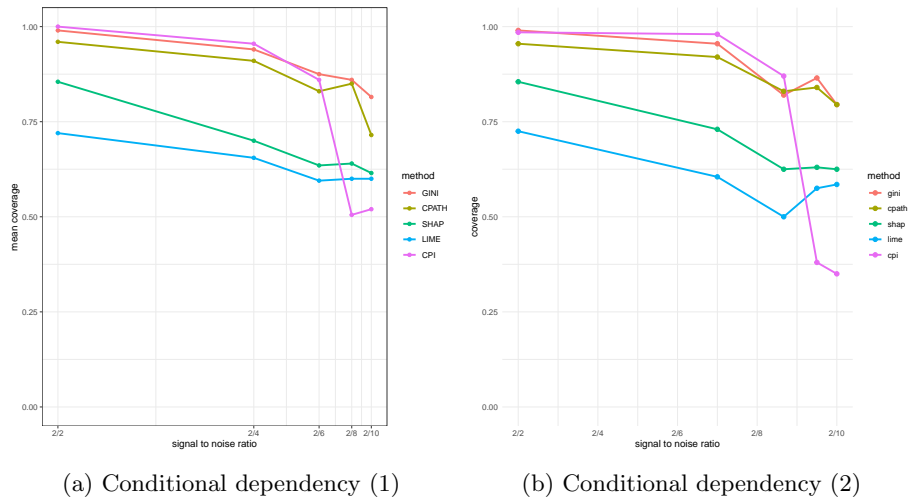 1.00
0.75
0.50
0.25
0.00
mean coverage
2/2
2/4
2/6
2/8
2/10
signal to noise ratio
method
GINI
CPATH
SHAP
LIME
CPI
(a) Conditional dependency (1)
1.00
0.75
0.50
0.25
0.00
coverage
2/2
2/4
2/6
2/8
2/10
signal to noise ratio
method
gini
cpath
shap
lime
cpi
(b) Conditional dependency (2)